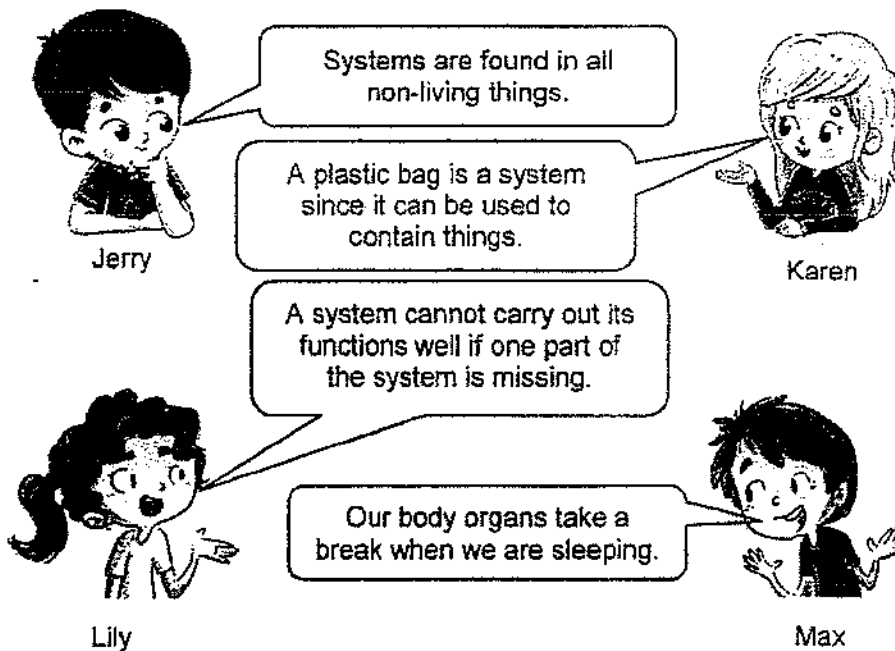 Systems are found in all
non-living things.
Jerry
A plastic bag is a system
since it can be used to
contain things.
Karen
A system cannot carry out its
functions well if one part of
the system is missing.
Lily
Our body organs take a
break when we are sleeping.
Max